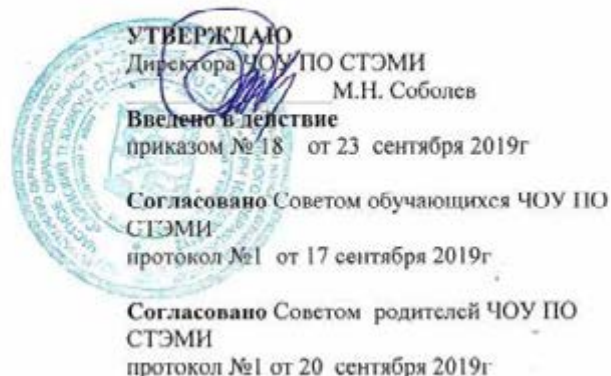 УТВЕРЖДАЮ
Директора ЧОУ ПО СТЭМИ
М.Н. Соболев
Введено в действие
приказом № 18 от 23 сентября 2019г
Согласовано Советом обучающихся ЧОУ ПО
СТЭМИ
протокол №1 от 17 сентября 2019г
Согласовано Советом родителей ЧОУ ПО
СТЭМИ
протокол №1 от 20 сентября 2019г